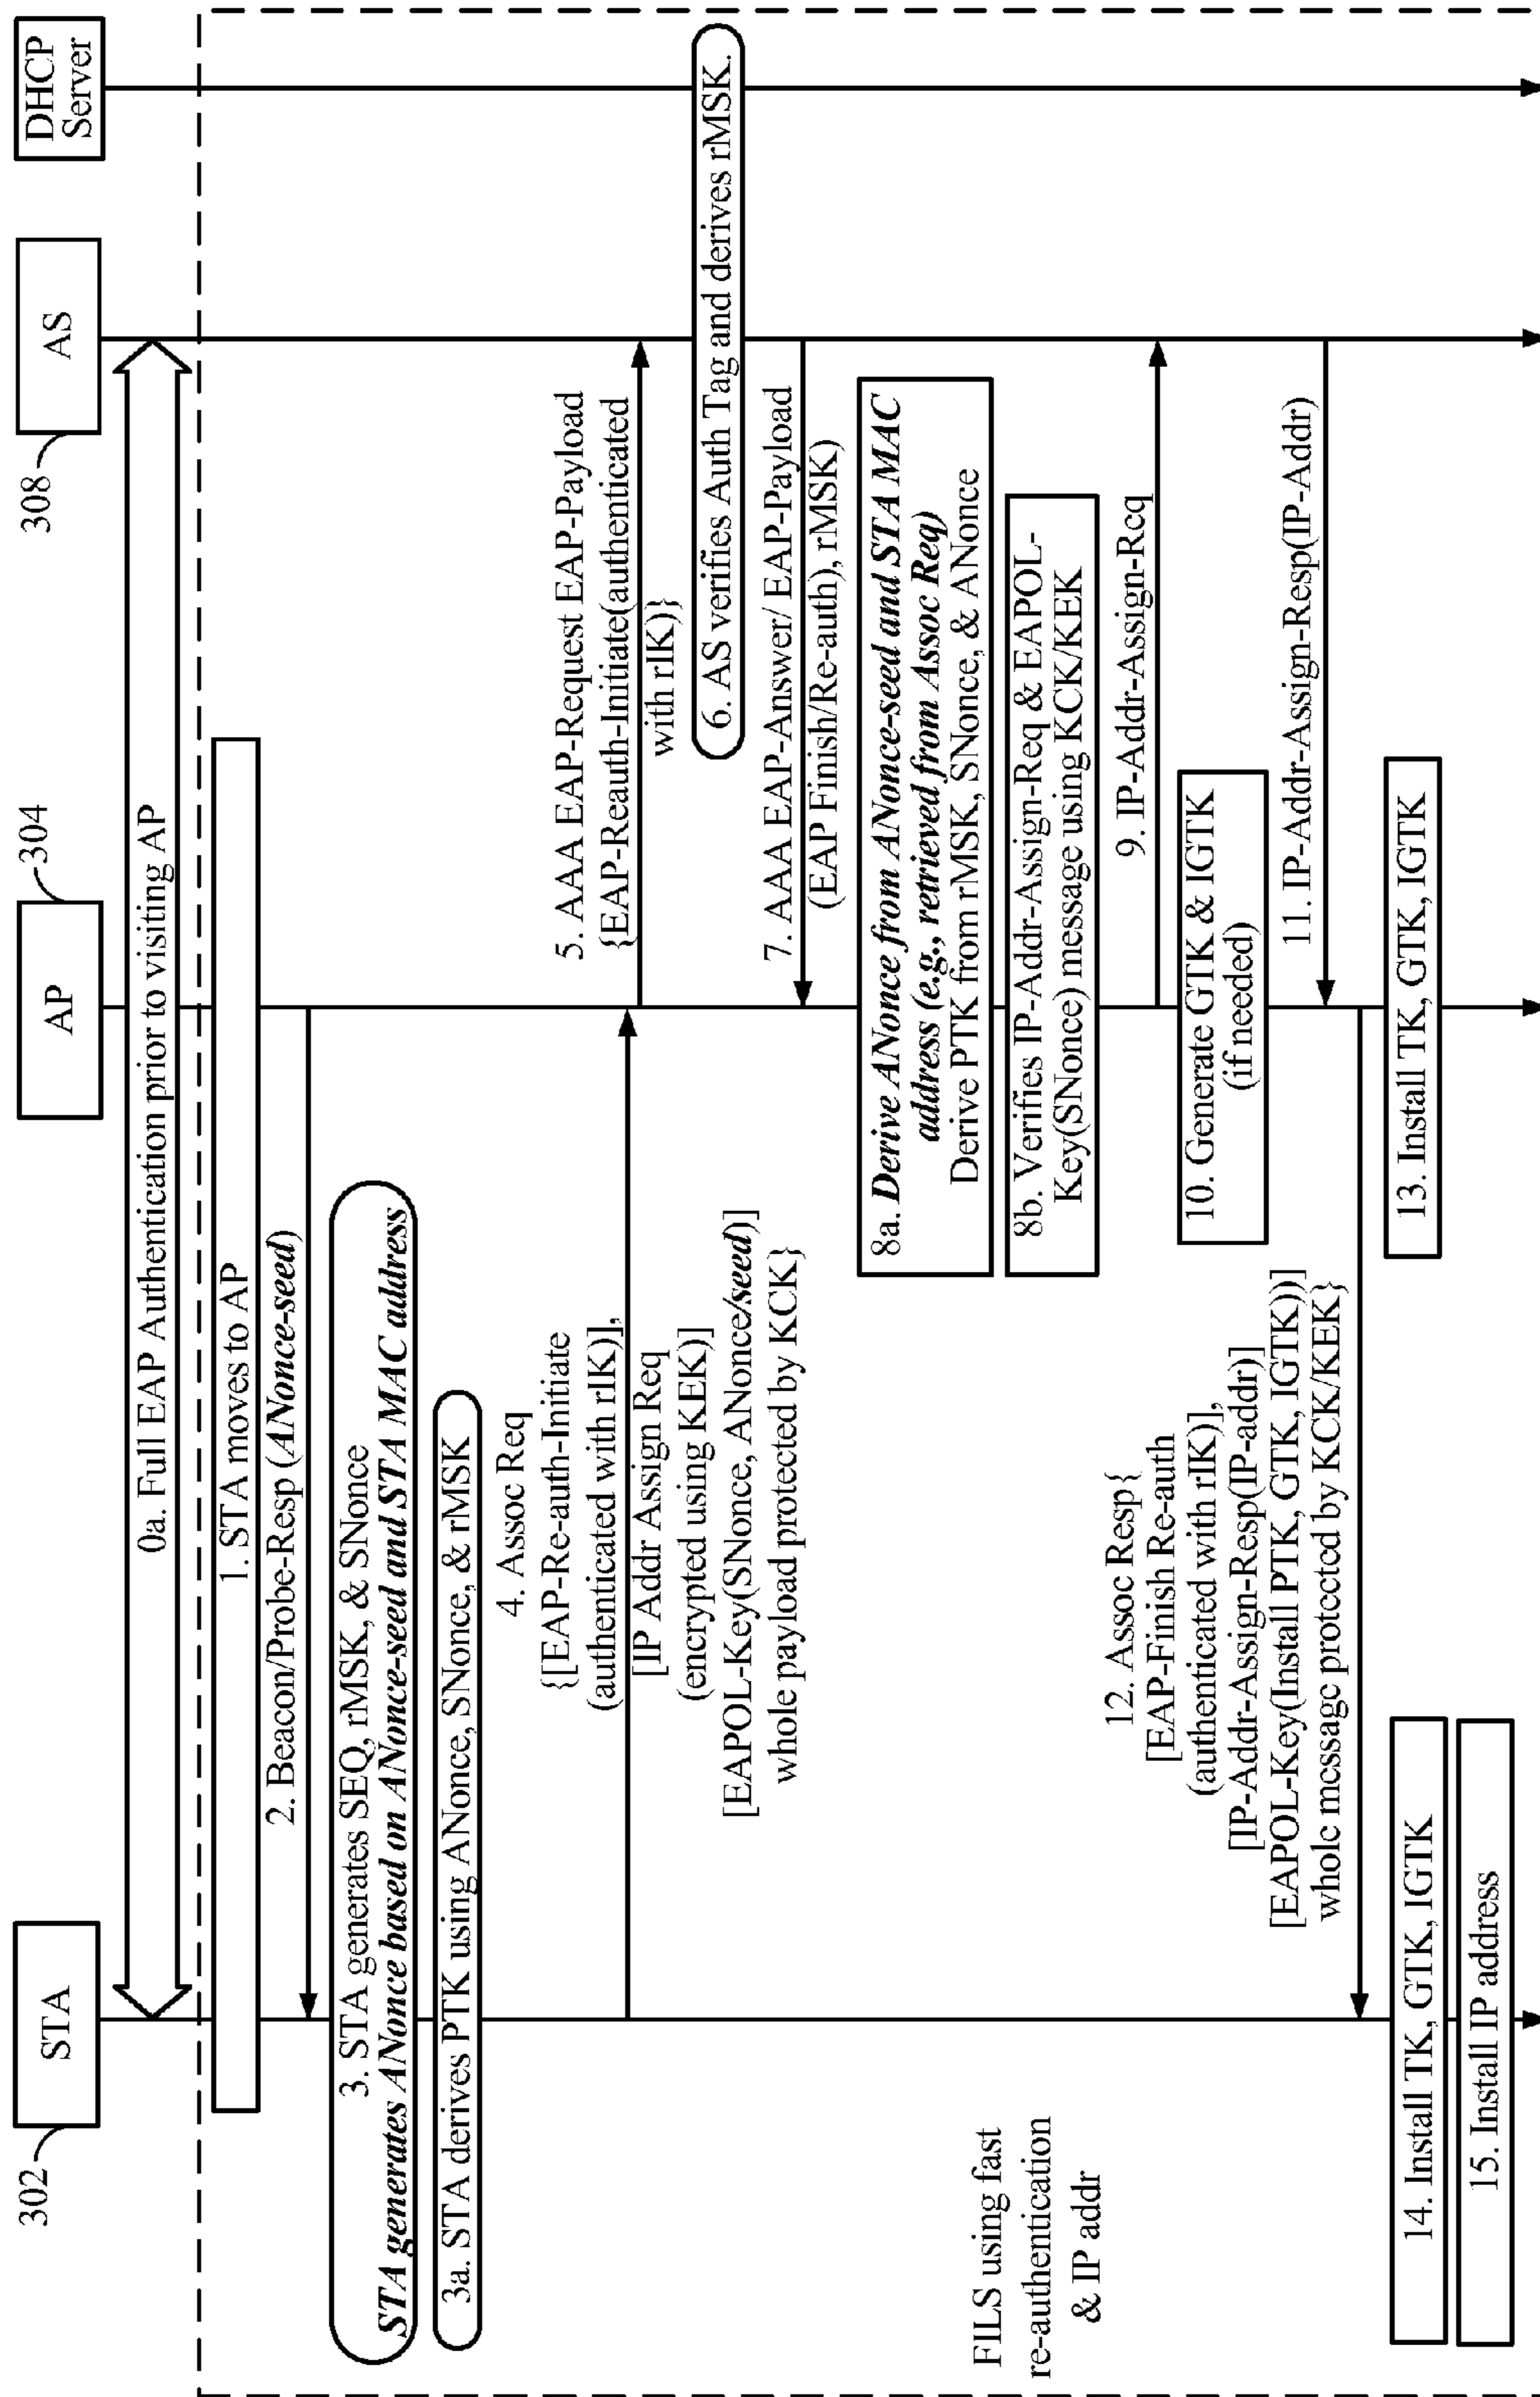 302
STA
304
AP
308
AS
DHCP
Server
0a. Full EAP Authentication prior to visiting AP
1. STA moves to AP
2. Beacon/Probe-Resp (ANonce-seed)
3. STA generates SEQ, rMSK, & SNonce
STA generates ANonce based on ANonce-seed and STA MAC address
3a. STA derives PTK using ANonce, SNonce, & rMSK
4. Assoc Req
{[EAP-Re-auth-Initiate
(authenticated with rIK)],
[IP Addr Assign Req
(encrypted using KEK)]
[EAPOL-Key(SNonce, ANonce/seed)]
whole payload protected by KCK}
5. AAA EAP-Request EAP-Payload
{EAP-Reauth-Initiate(authenticated
with rIK)}
6. AS verifies Auth Tag and derives rMSK.
7. AAA EAP-Answer/ EAP-Payload
(EAP Finish/Re-auth), rMSK)
8a. Derive ANonce from ANonce-seed and STA MAC
address (e.g., retrieved from Assoc Req)
Derive PTK from rMSK, SNonce, & ANonce
8b. Verifies IP-Addr-Assign-Req & EAPOL-
Key(SNonce) message using KCK/KEK
9. IP-Addr-Assign-Req
10. Generate GTK & IGTK
(if needed)
11. IP-Addr-Assign-Resp(IP-Addr)
12. Assoc Resp{
[EAP-Finish Re-auth
(authenticated with rIK)],
[IP-Addr-Assign-Resp(IP-addr)]
[EAPOL-Key(Install PTK, GTK, IGTK))]
whole message protected by KCK/KEK}
13. Install TK, GTK, IGTK
14. Install TK, GTK, IGTK
15. Install IP address
FILS using fast
re-authentication
& IP addr